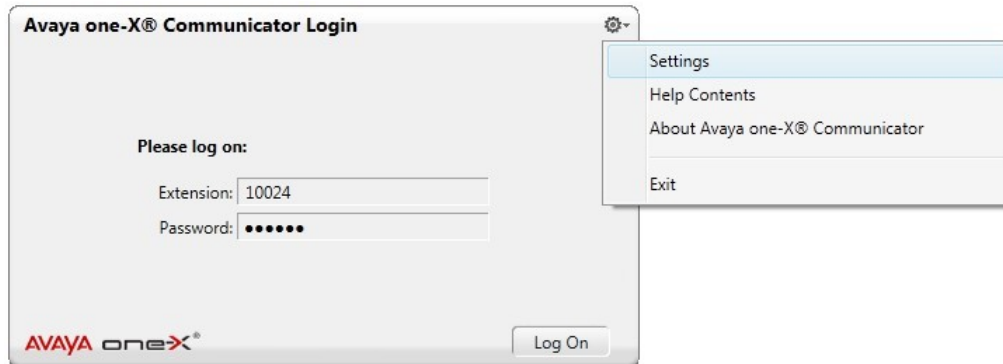 Avaya one-X® Communicator Login
Settings
Help Contents
About Avaya one-X® Communicator
Exit
Please log on:
Extension: 10024
Password: ●●●●●●
AVAYA one-X®
Log On